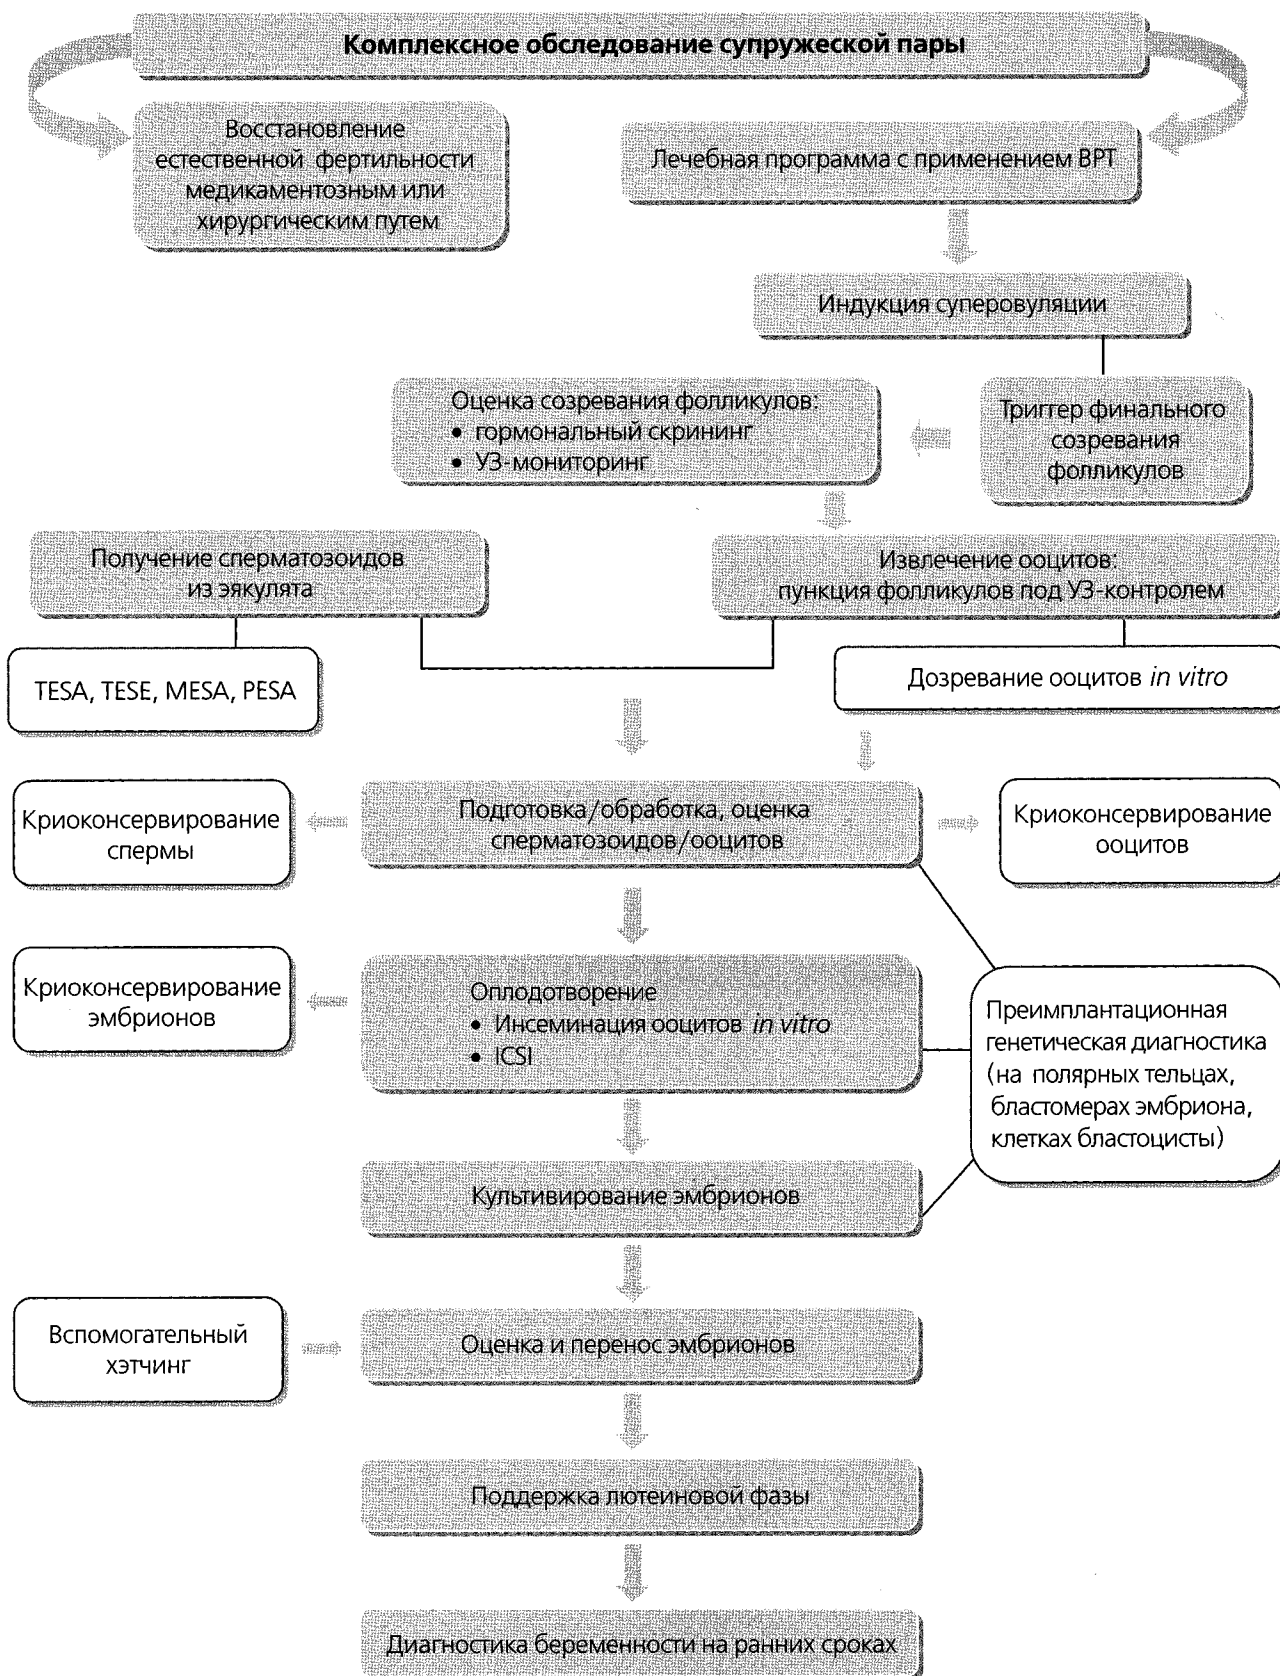 Комплексное обследование супружеской пары
Восстановление
естественной фертильности
медикаментозным или
хирургическим путем
Лечебная программа с применением ВРТ
Индукция суперовуляции
Оценка созревания фолликулов:
• гормональный скрининг
• УЗ-мониторинг
Триггер финального
созревания
фолликулов
Получение сперматозоидов
из эякулята
Извлечение ооцитов:
пункция фолликулов под УЗ-контролем
TESA, TESE, MESA, PESA
Дозревание ооцитов in vitro
Криоконсервирование
спермы
Подготовка/обработка, оценка
сперматозоидов/ооцитов
Криоконсервирование
ооцитов
Криоконсервирование
эмбрионов
Оплодотворение
• Инсеминация ооцитов in vitro
• ICSI
Преимплантационная
генетическая диагностика
(на полярных тельцах,
бластомерах эмбриона,
клетках бластоцисты)
Культивирование эмбрионов
Вспомогательный
хэтчинг
Оценка и перенос эмбрионов
Поддержка лютеиновой фазы
Диагностика беременности на ранних сроках